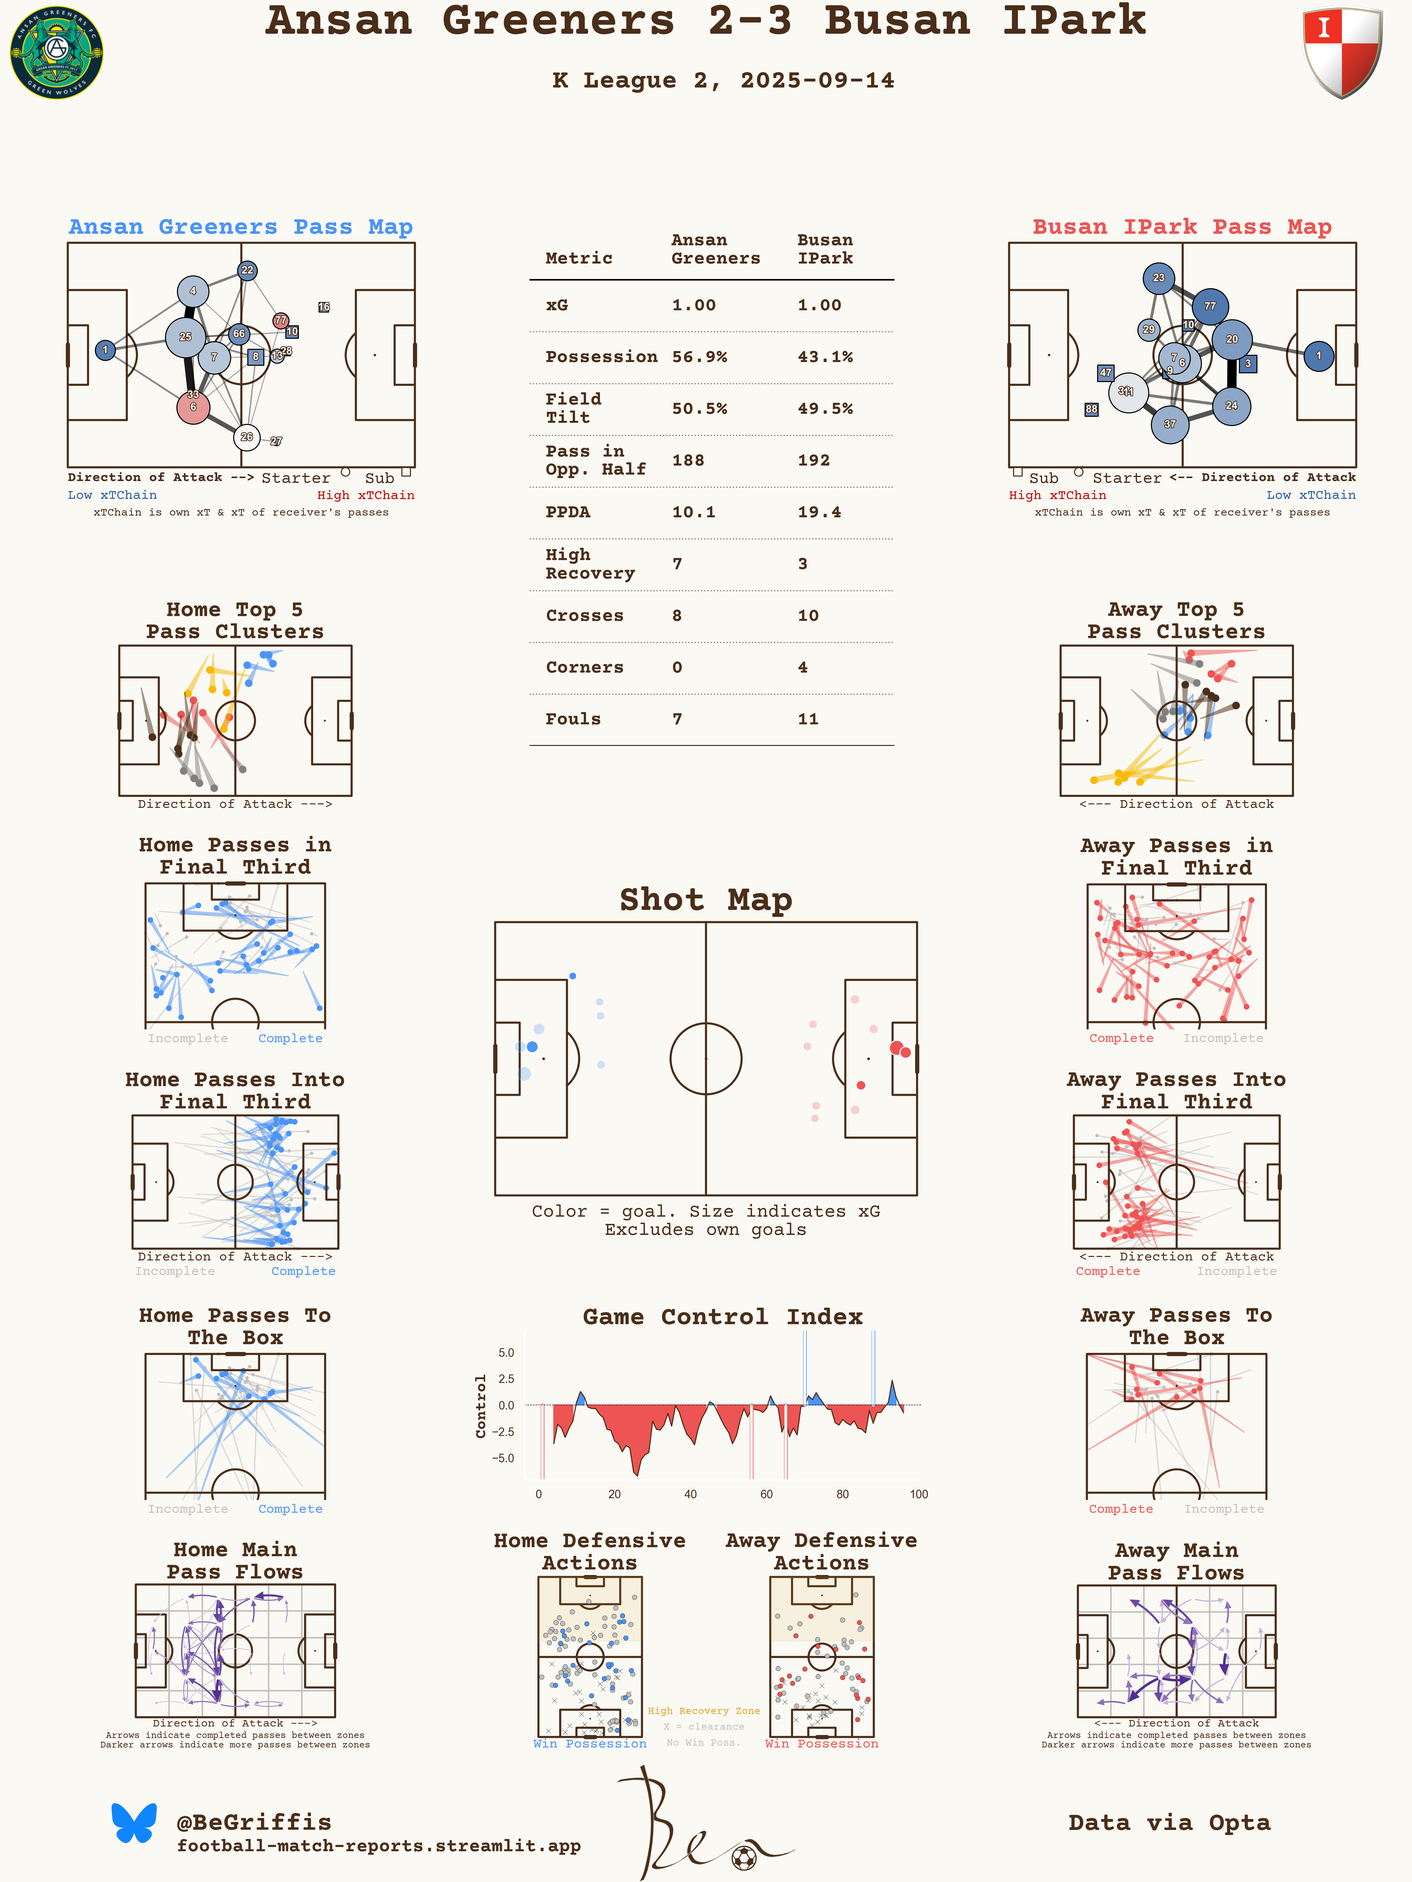 Ansan Greeners 2-3 Busan IPark
K League 2, 2025-09-14
ANSAN GREENERS FC
GREEN WOLVES
I
Ansan Greeners Pass Map
4
22
16
77
10
66
25
7
8
13
28
1
33
6
26
27
Direction of Attack --> Starter Sub
Low xTChain High xTChain
xTChain is own xT & xT of receiver's passes
Metric Ansan Greeners Busan IPark
xG 1.00 1.00
Possession 56.9% 43.1%
Field Tilt 50.5% 49.5%
Pass in Opp. Half 188 192
PPDA 10.1 19.4
High Recovery 7 3
Crosses 8 10
Corners 0 4
Fouls 7 11
Busan IPark Pass Map
23
77
29
10
20
7
6
9
3
1
47
11
88
24
37
Sub Starter <-- Direction of Attack
High xTChain Low xTChain
xTChain is own xT & xT of receiver's passes
Home Top 5
Pass Clusters
Direction of Attack --->
Away Top 5
Pass Clusters
<--- Direction of Attack
Home Passes in
Final Third
Incomplete Complete
Away Passes in
Final Third
Complete Incomplete
Shot Map
Color = goal. Size indicates xG
Excludes own goals
Home Passes Into
Final Third
Direction of Attack --->
Incomplete Complete
Away Passes Into
Final Third
<--- Direction of Attack
Complete Incomplete
Home Passes To
The Box
Incomplete Complete
Game Control Index
Control
5.0
2.5
0.0
−2.5
−5.0
0 20 40 60 80 100
Away Passes To
The Box
Complete Incomplete
Home Main
Pass Flows
Direction of Attack --->
Arrows indicate completed passes between zones
Darker arrows indicate more passes between zones
Home Defensive
Actions
Win Possession
High Recovery Zone
X = clearance
No Win Poss.
Away Defensive
Actions
Win Possession
Away Main
Pass Flows
<--- Direction of Attack
Arrows indicate completed passes between zones
Darker arrows indicate more passes between zones
@BeGriffis
football-match-reports.streamlit.app
Ben
Data via Opta